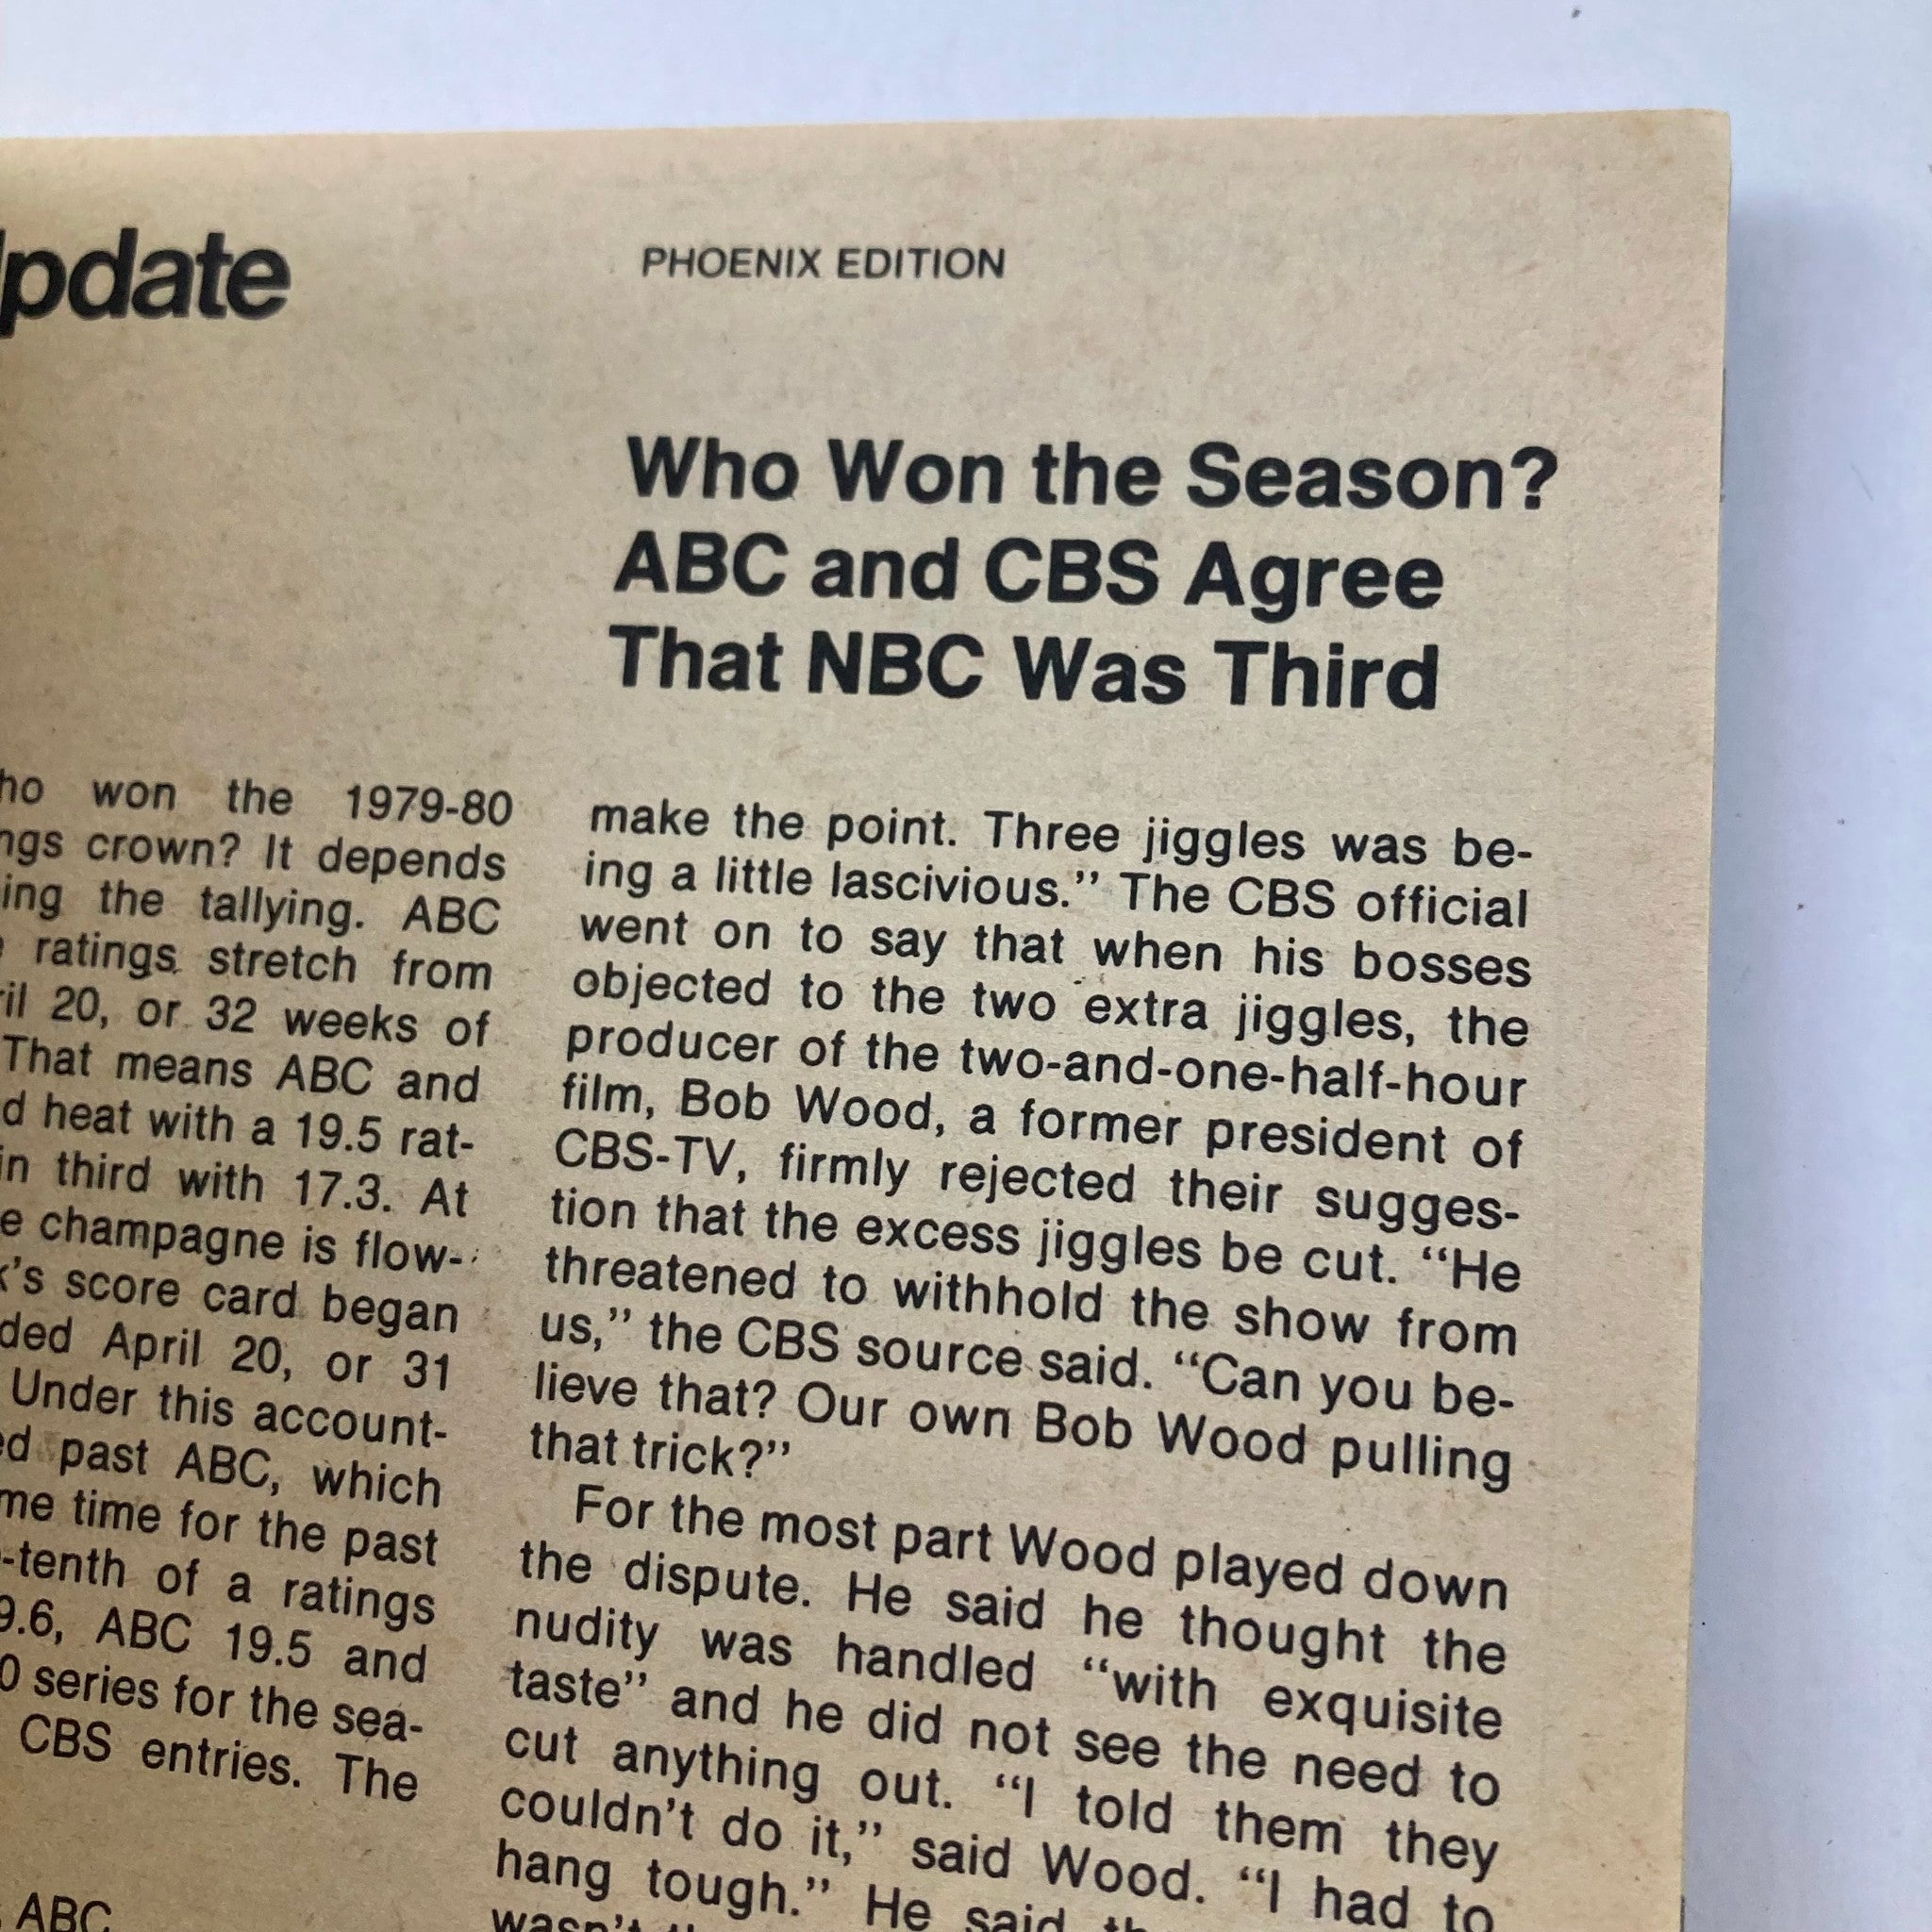 pdate
PHOENIX EDITION
Who Won the Season?
ABC and CBS Agree
That NBC Was Third
won the 1979-80
crown? It depends
ing the tallying. ABC
ratings stretch from
20, or 32 weeks of
That means ABC and
d heat with a 19.5 rat-
in third with 17.3. At
e champagne is flow-
's score card began
ded April 20, or 31
Under this account-
ed past ABC, which
me time for the past
-tenth of a ratings
9.6, ABC 19.5 and
0 series for the sea-
CBS entries. The
ABC
make the point. Three jiggles was be-
ing a little lascivious." The CBS official
went on to say that when his bosses
objected to the two extra jiggles, the
producer of the two-and-one-half-hour
film, Bob Wood, a former president of
CBS-TV, firmly rejected their sugges-
tion that the excess jiggles be cut. "He
threatened to withhold the show from
us," the CBS source said. "Can you be-
lieve that? Our own Bob Wood pulling
that trick?"
For the most part Wood played down
the dispute. He said he thought the
nudity was handled "with exquisite
taste" and he did not see the need to
cut anything out. "I told them they
couldn't do it," said Wood. "I had to
hang tough." He said
wasn't